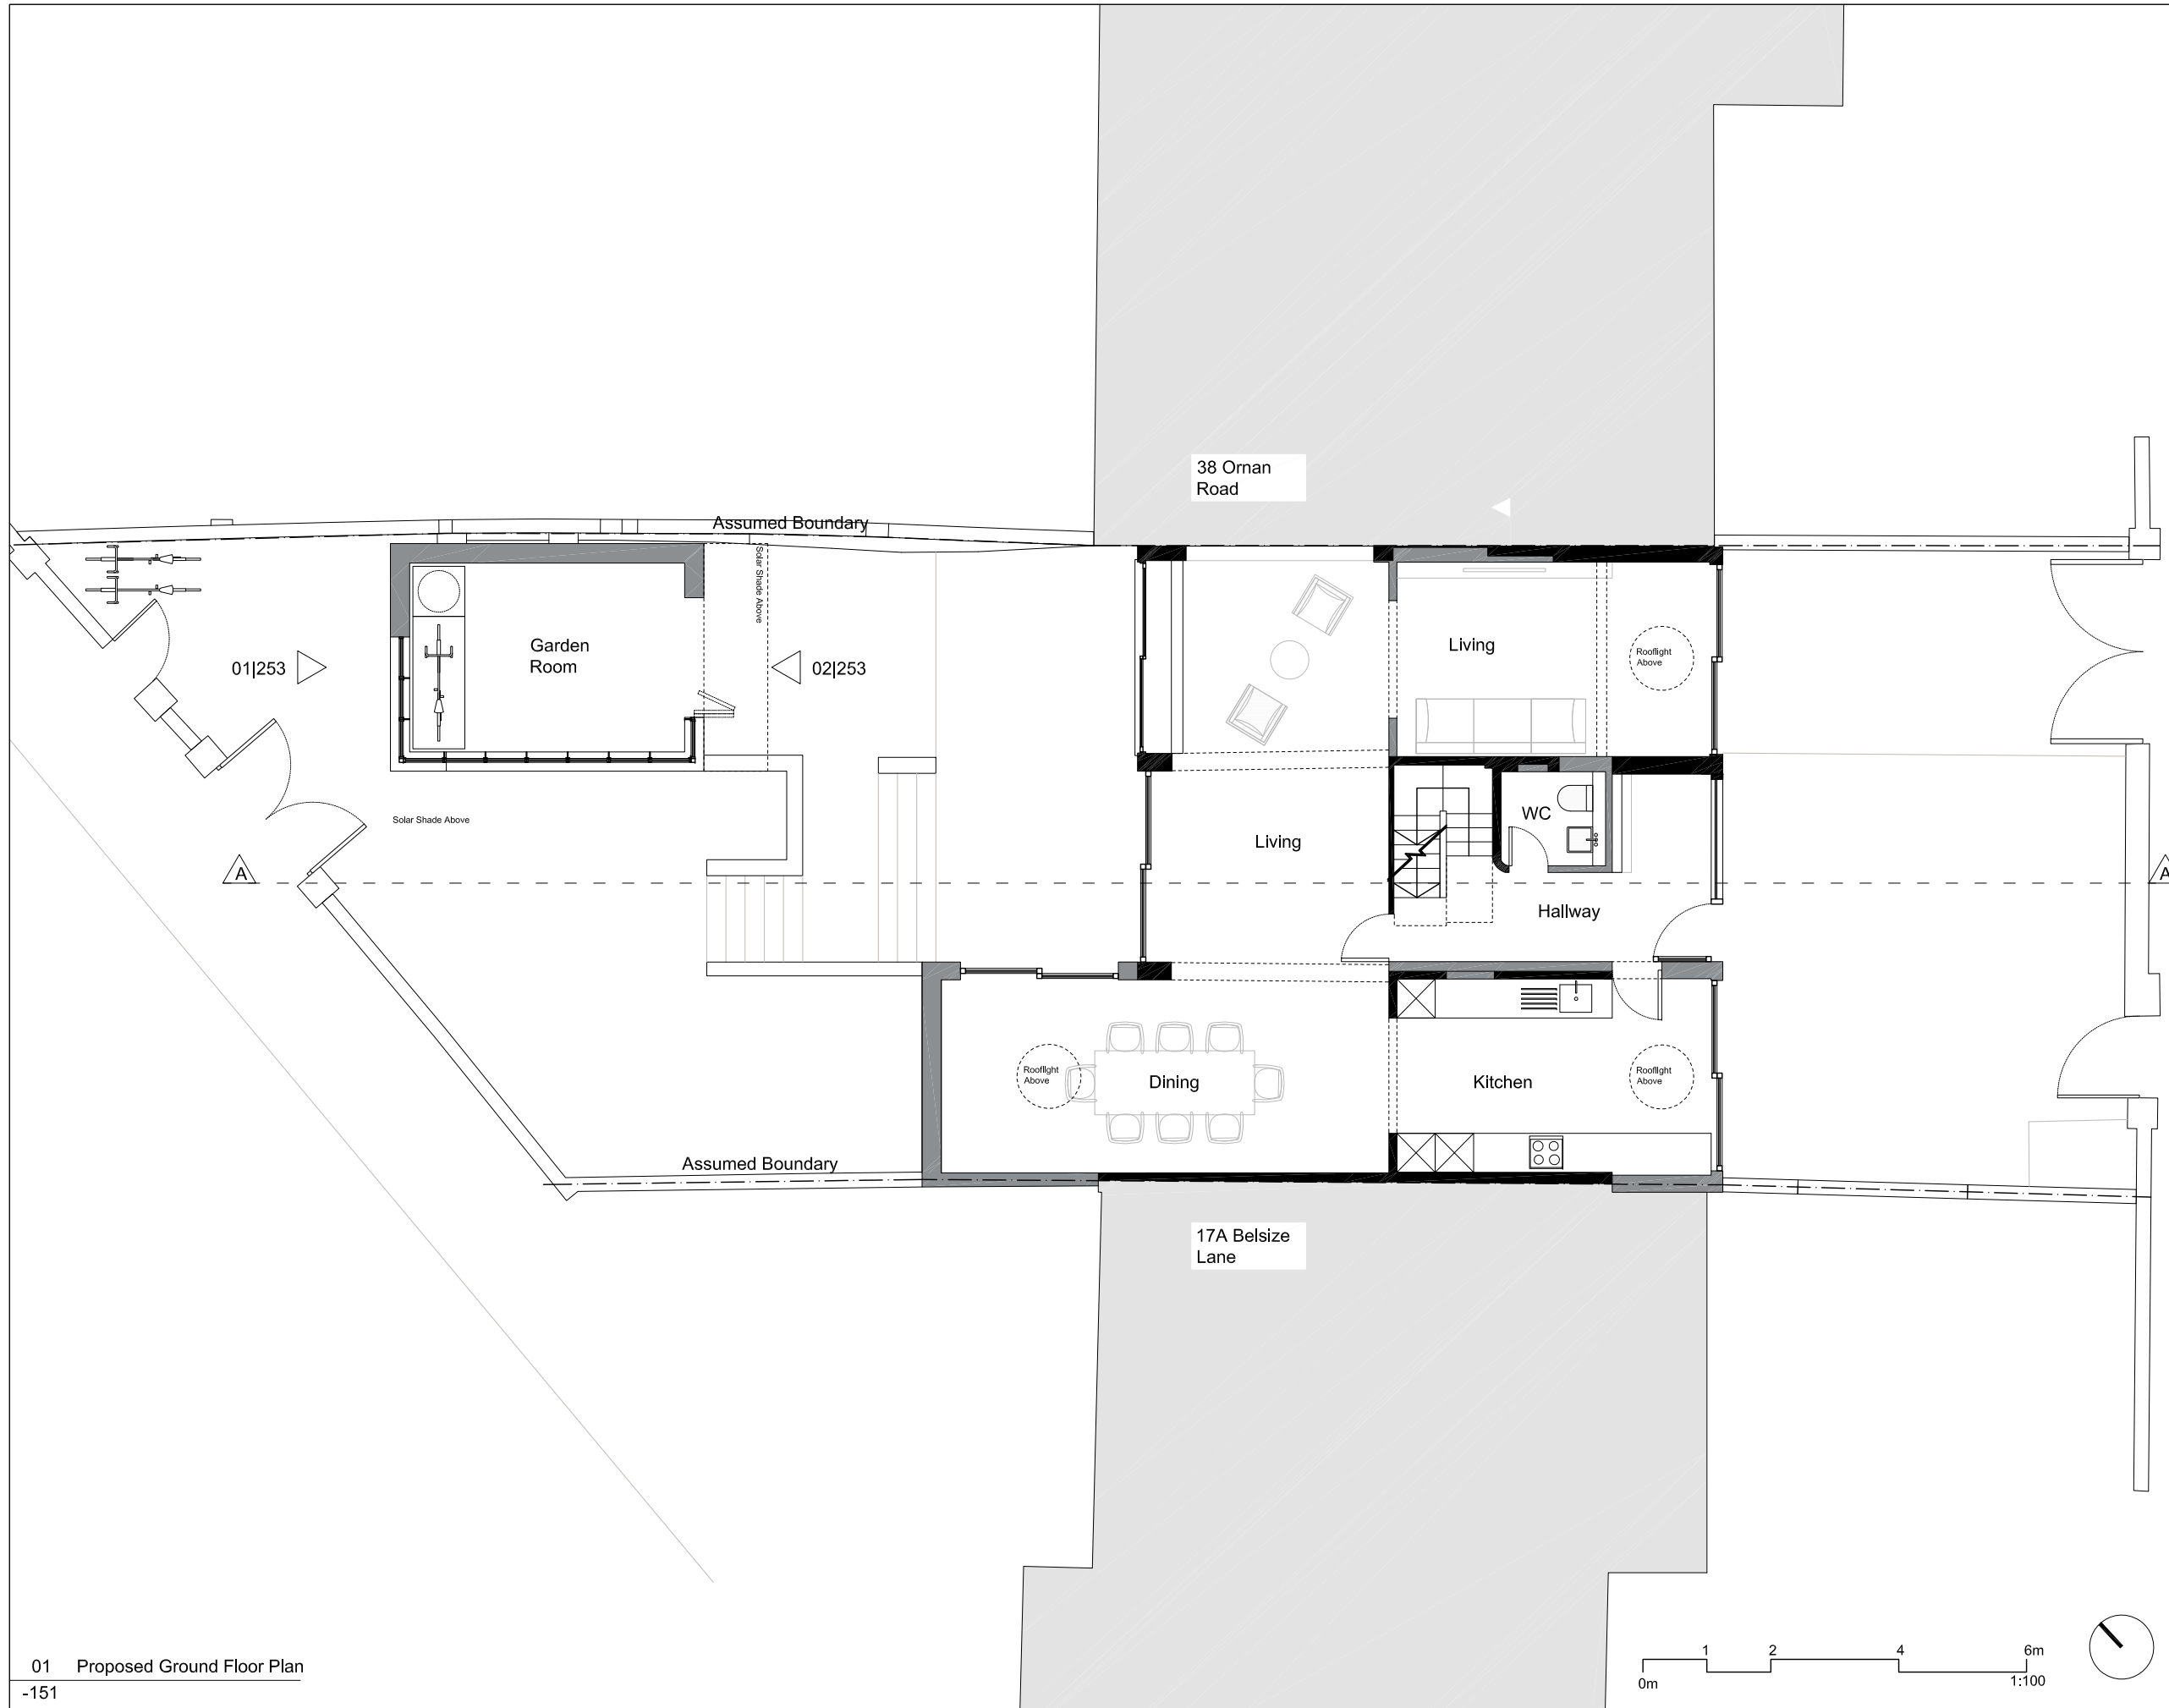 38 Ornan
Road
Assumed Boundary
Solar Shade Above
Garden
Room
01|253
02|253
Living
Rooflight
Above
Solar Shade Above
WC
Living
A
A
Hallway
Rooflight
Above
Dining
Kitchen
Rooflight
Above
Assumed Boundary
17A Belsize
Lane
01 Proposed Ground Floor Plan
-151
1 2 4 6m
0m 1:100